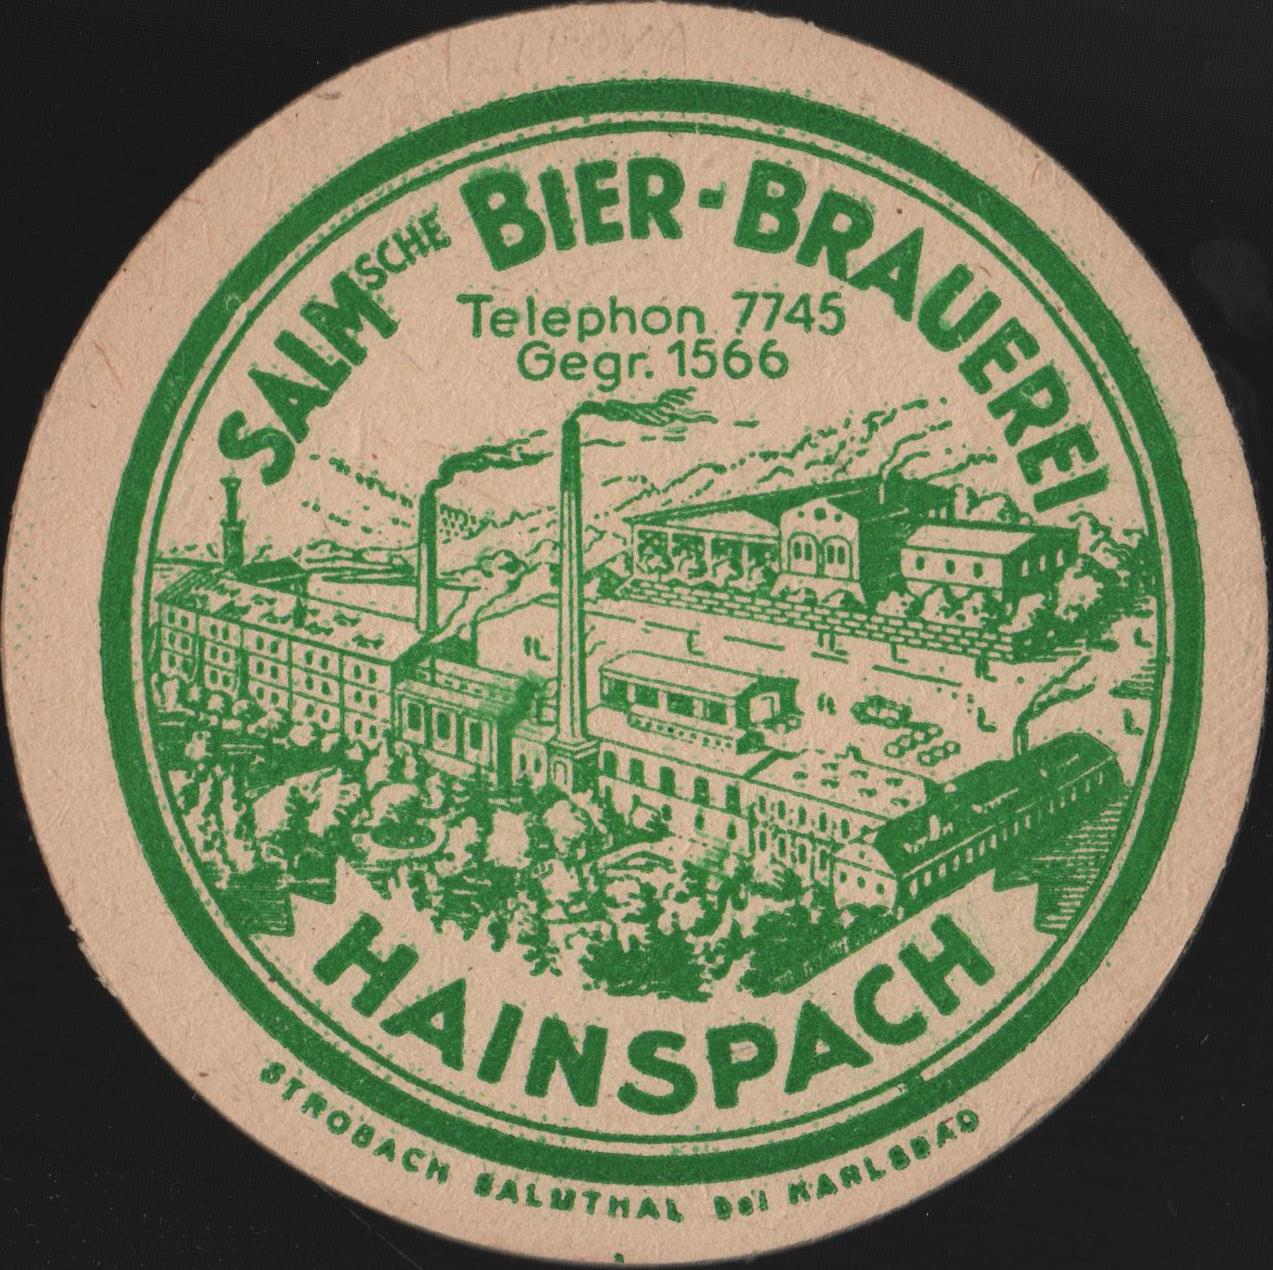 SALMSCHE BIER-BRAUEREI
Telephon 7745
Gegr. 1566
HAINSPACH
STROBACH SALMTHAL bei KARLSBAD